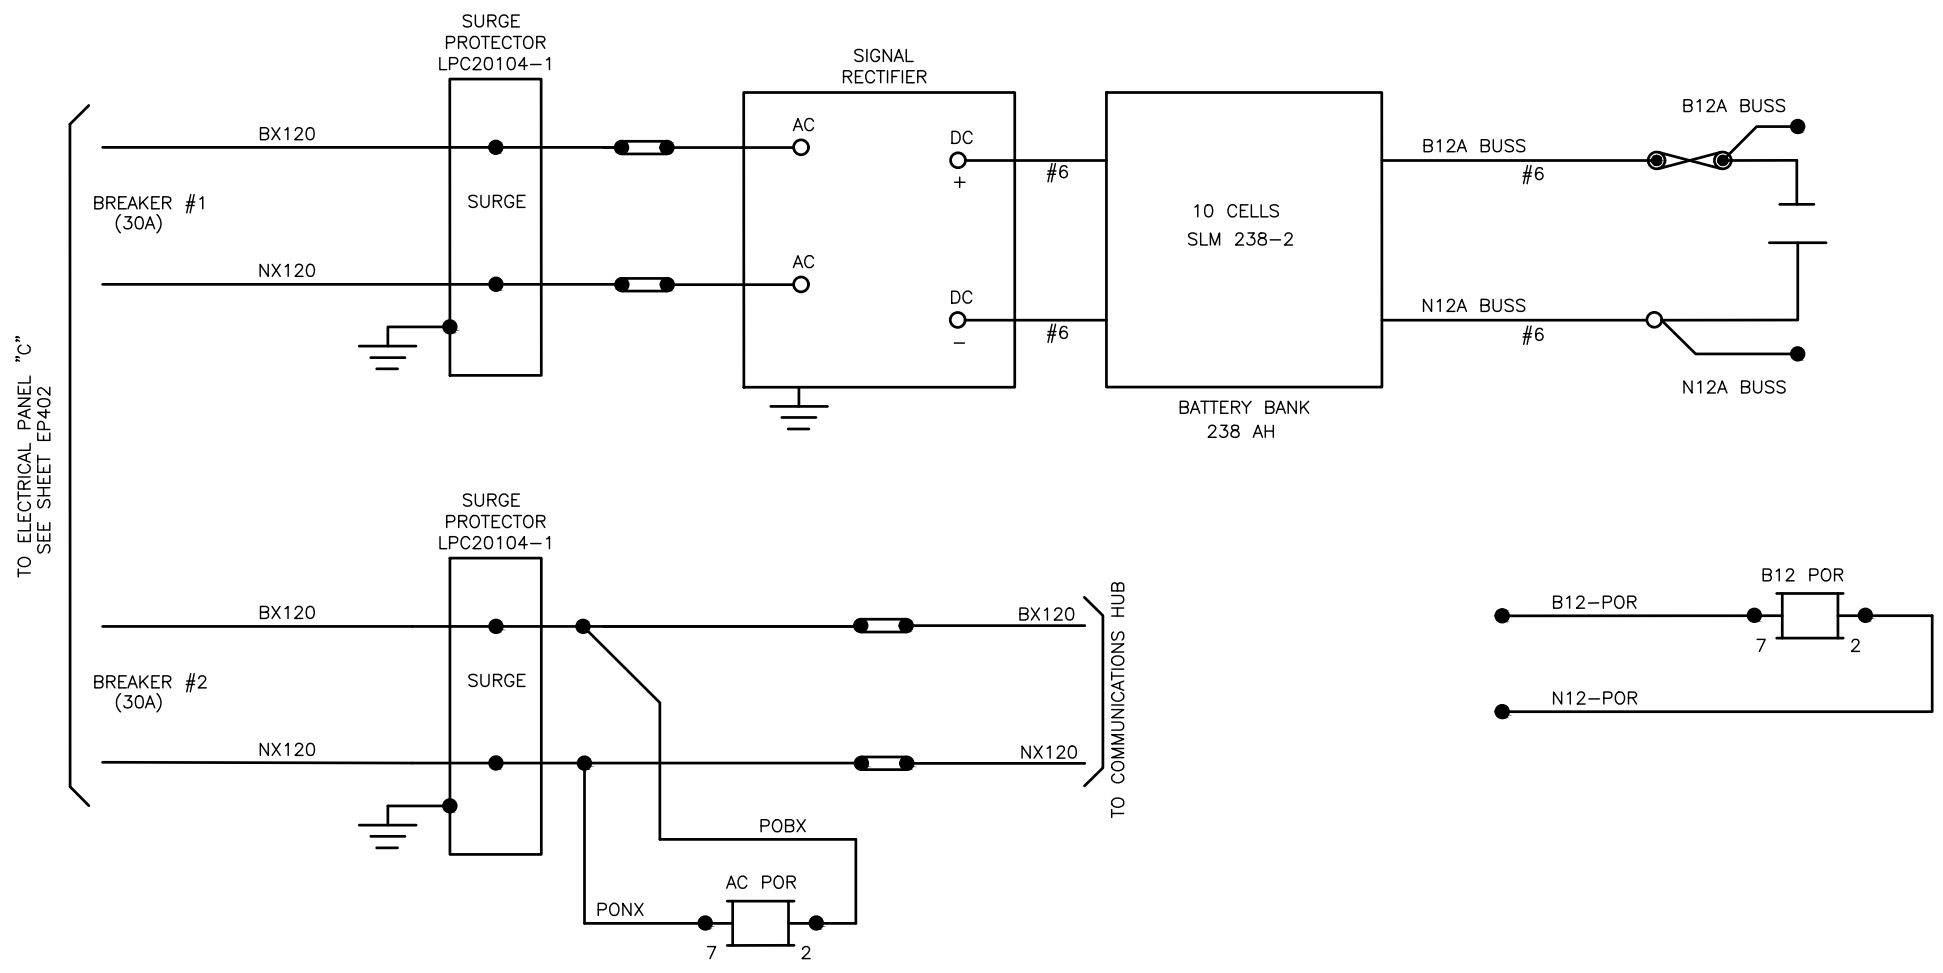 SURGE
PROTECTOR
LPC20104-1
SIGNAL
RECTIFIER
B12A BUSS
BX120
AC
DC
+
#6
B12A BUSS
#6
BREAKER #1
(30A)
SURGE
10 CELLS
SLM 238-2
NX120
AC
DC
−
#6
N12A BUSS
#6
N12A BUSS
BATTERY BANK
238 AH
TO ELECTRICAL PANEL "C"
SEE SHEET EP402
SURGE
PROTECTOR
LPC20104-1
BX120
BX120
BREAKER #2
(30A)
SURGE
NX120
NX120
TO COMMUNICATIONS HUB
B12 POR
B12-POR
7
2
N12-POR
POBX
AC POR
PONX
7
2